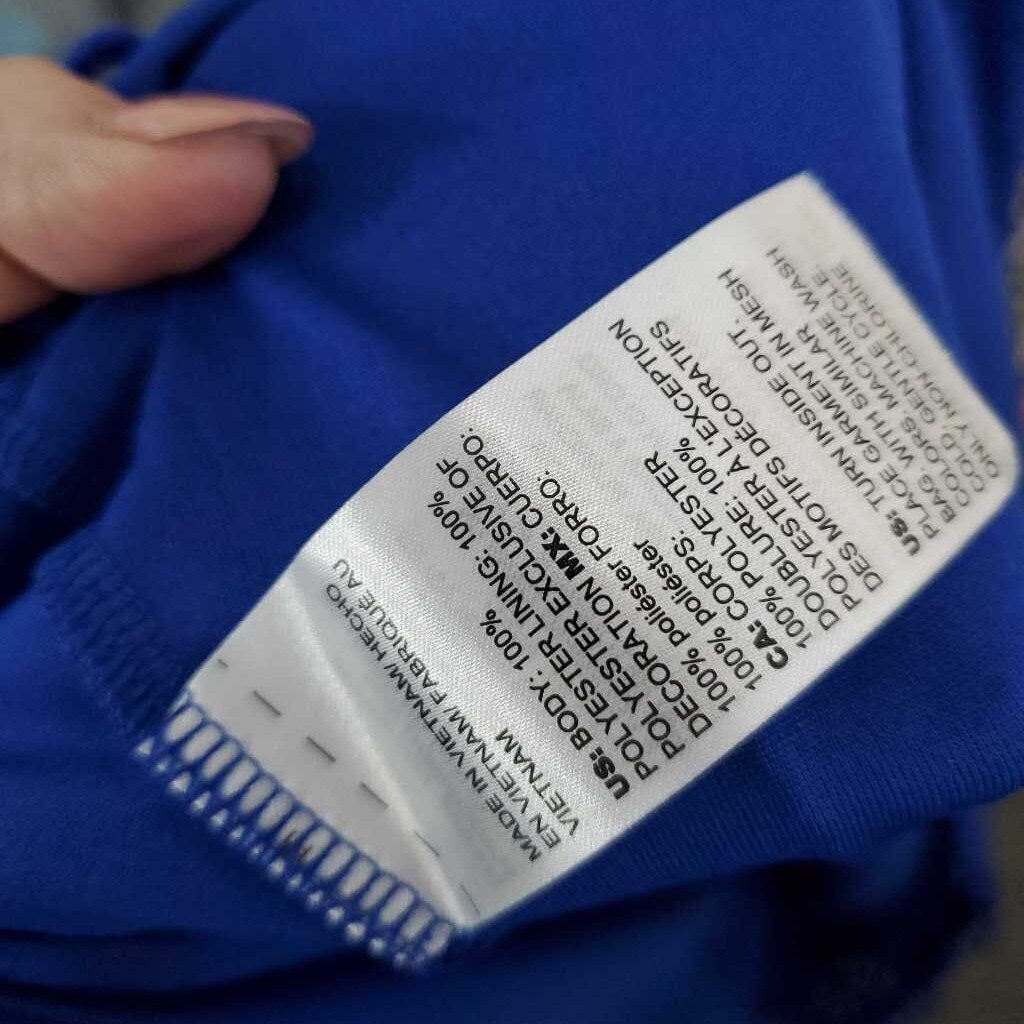 MADE IN VIETNAM/ HECHO
EN VIETNAM/ FABRIQUÉ AU
VIETNAM
US: BODY: 100%
POLYESTER LINING: 100%
POLYESTER EXCLUSIVE OF
DECORATION MX: CUERPO:
100% poliéster FORRO:
100% poliéster
CA: CORPS: 100%
100% POLYESTER
DOUBLURE: 100%
POLYESTER À L'EXCEPTION
DES MOTIFS DÉCORATIFS
US: TURN INSIDE OUT.
PLACE GARMENT IN MESH
BAG. WITH SIMILAR
COLORS. MACHINE WASH
COLD, GENTLE CYCLE.
ONLY NON CHLORINE